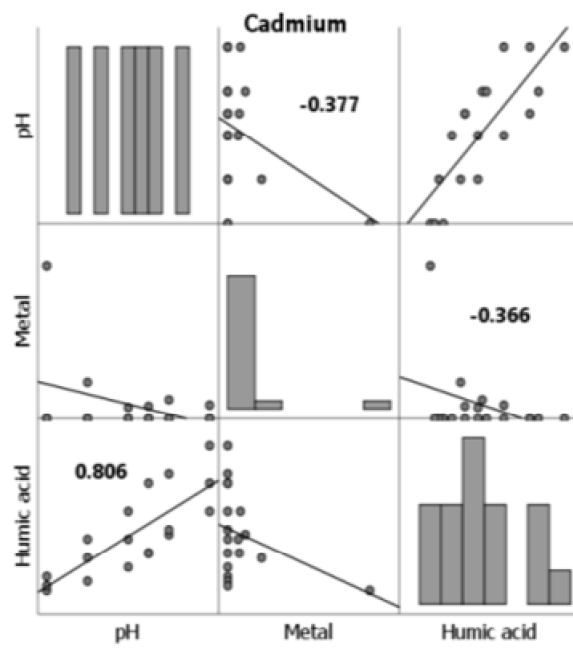 Cadmium
pH
-0.377
Metal
-0.366
Humic acid
0.806
pH
Metal
Humic acid